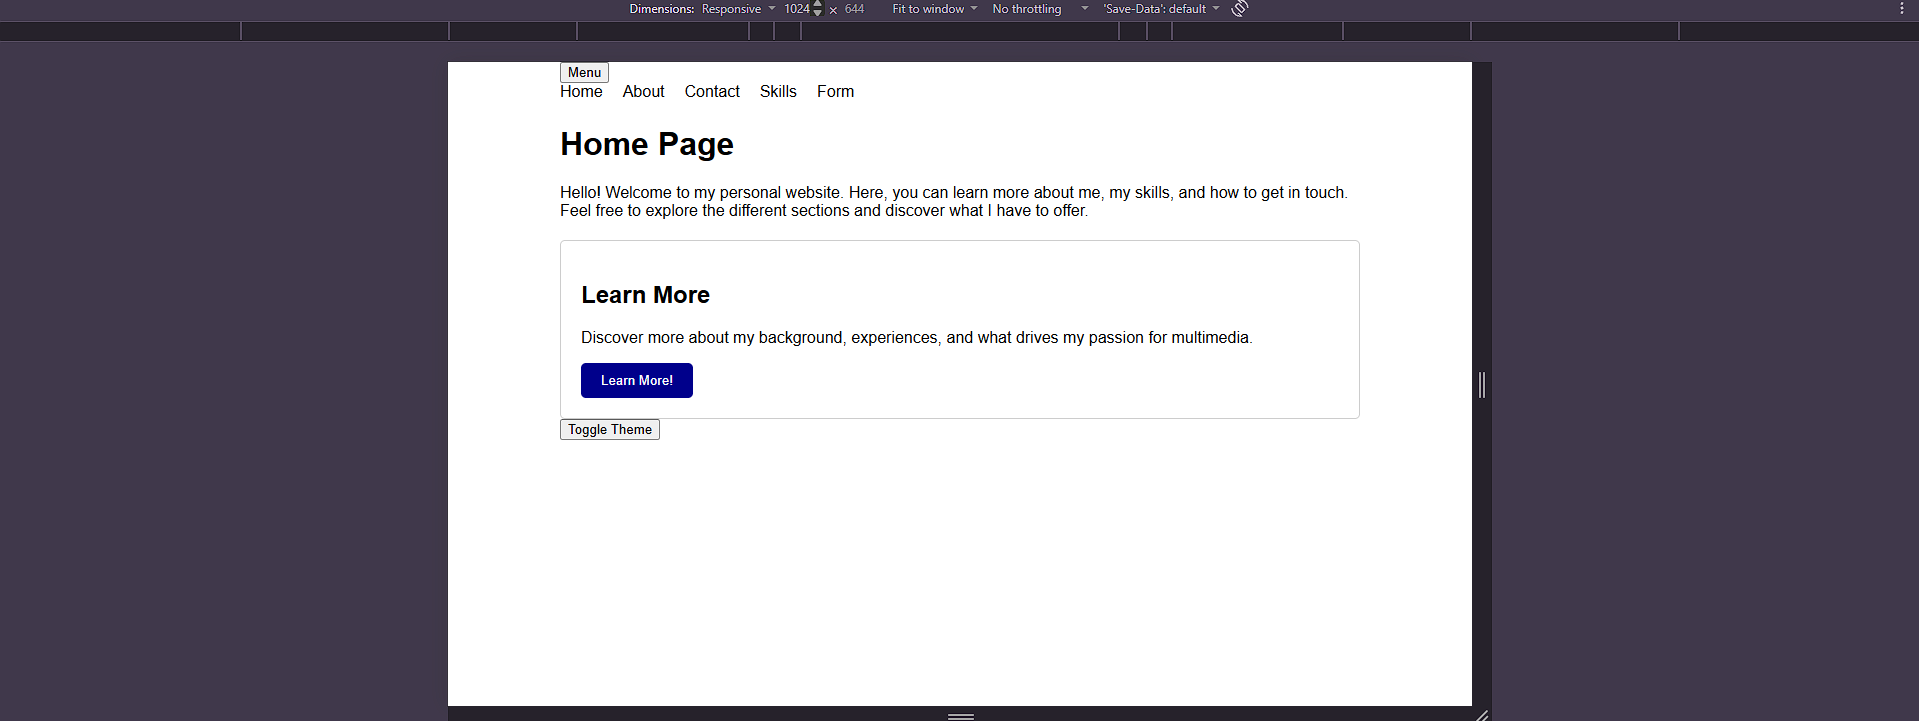 Dimensions: Responsive 1024 × 644 Fit to window No throttling 'Save-Data': default
Menu
Home About Contact Skills Form
Home Page
Hello! Welcome to my personal website. Here, you can learn more about me, my skills, and how to get in touch.
Feel free to explore the different sections and discover what I have to offer.
Learn More
Discover more about my background, experiences, and what drives my passion for multimedia.
Learn More!
Toggle Theme